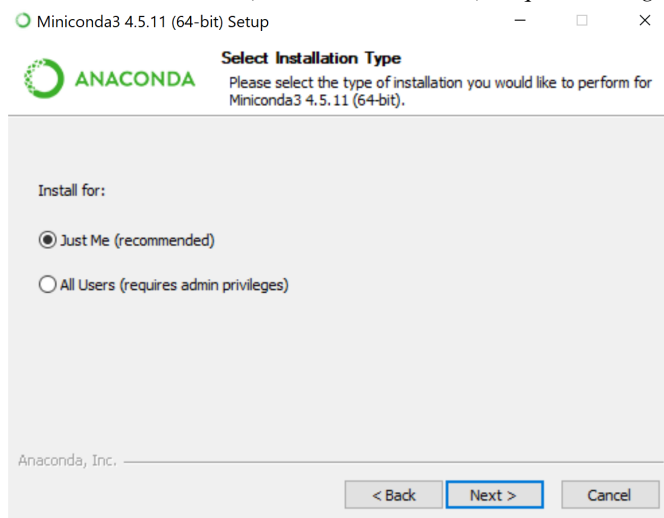 Miniconda3 4.5.11 (64-bit) Setup
ANACONDA
Select Installation Type
Please select the type of installation you would like to perform for
Miniconda3 4.5.11 (64-bit).
Install for:
Just Me (recommended)
All Users (requires admin privileges)
Anaconda, Inc.
< Back
Next >
Cancel